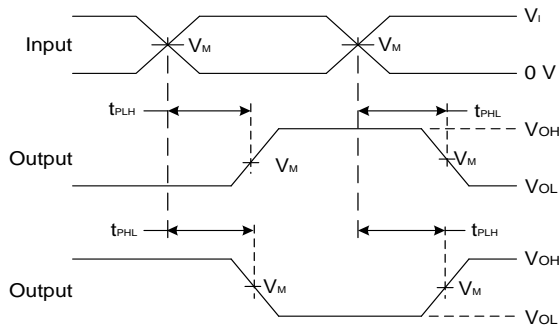 VI
Input VM VM
0 V
tPLH tPHL
VOH
Output VM VM
VOL
tPHL tPLH
VOH
Output VM VM
VOL